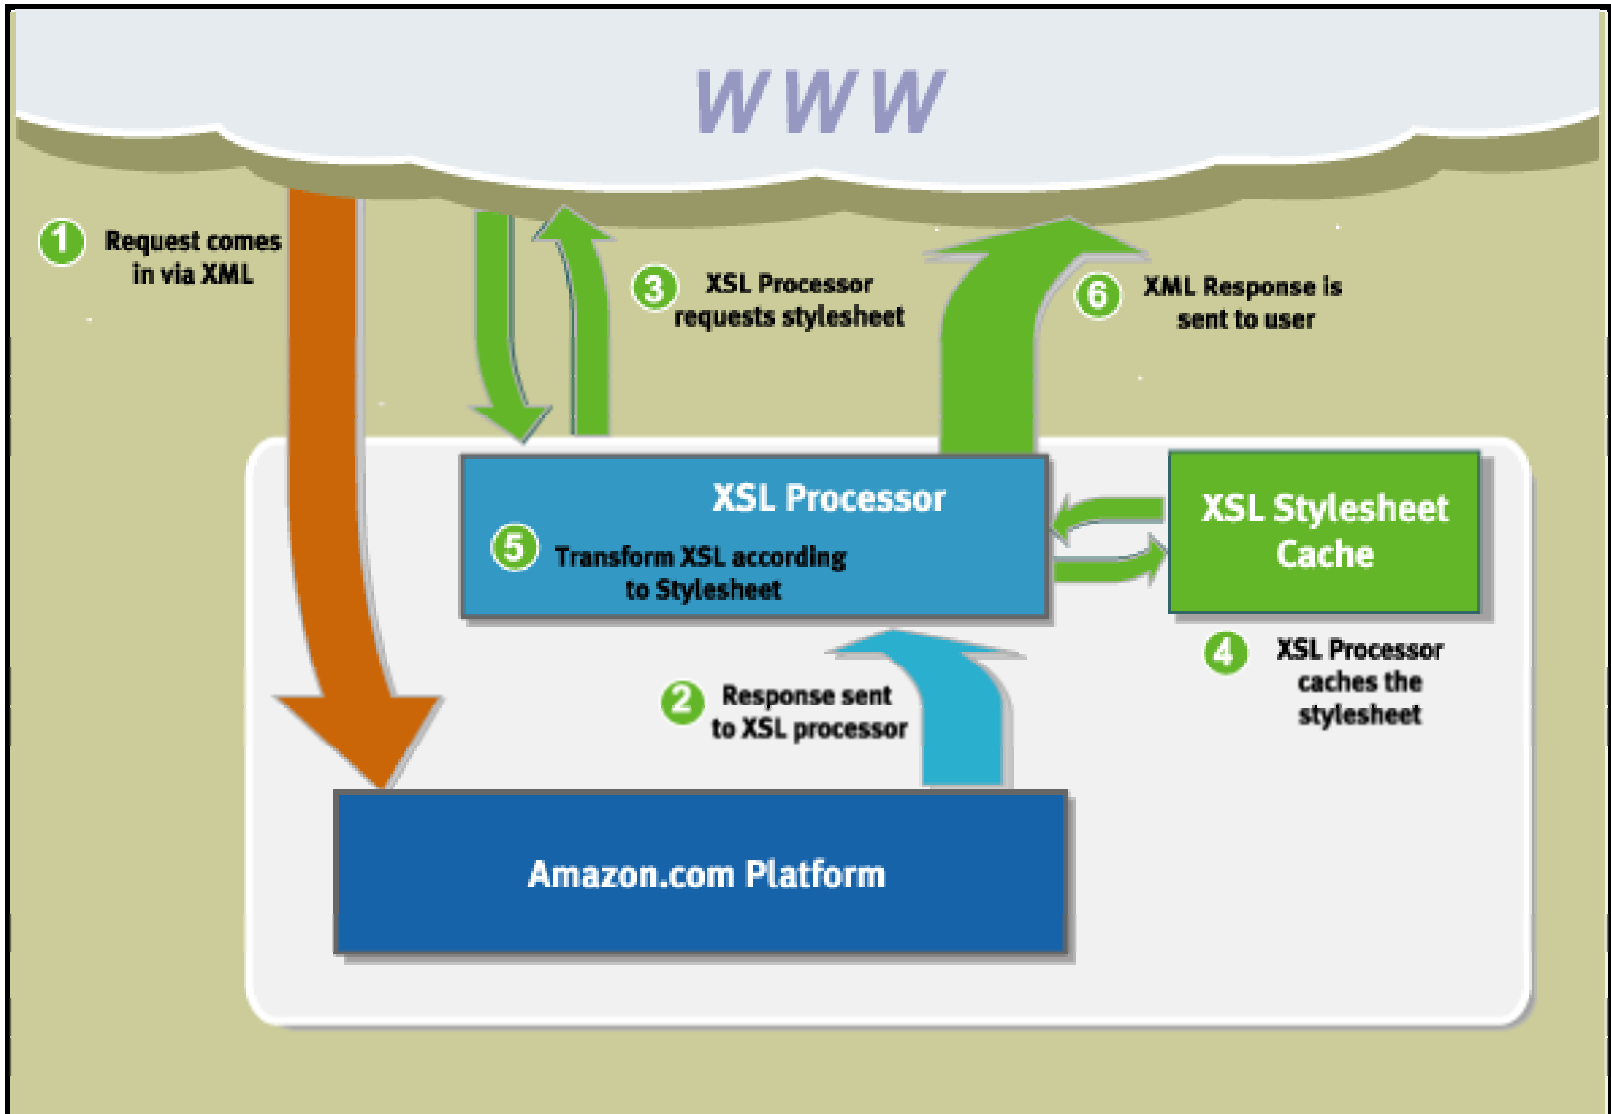 WWW
1
Request comes
in via XML
3
XSL Processor
requests stylesheet
6
XML Response is
sent to user
XSL Processor
5
Transform XSL according
to Stylesheet
XSL Stylesheet
Cache
4
XSL Processor
caches the
stylesheet
2
Response sent
to XSL processor
Amazon.com Platform